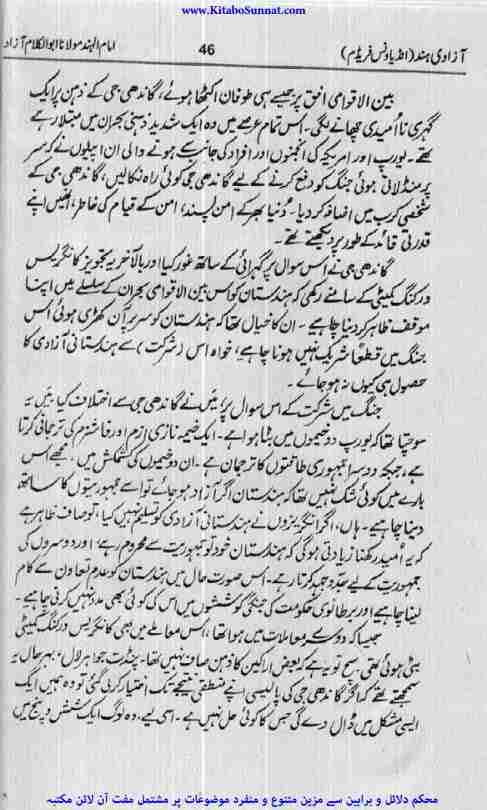 www.KitaboSunnat.com
آزادی ہند (انڈیا ونس فریڈم) 46 امام الہند مولانا ابوالکلام آزاد
بین الاقوامی افق پر جیسے ہی طوفان اکٹھا ہوئے، گاندھی جی کے ذہن پر ایک
گہری ناامیدی چھانے لگی۔ اس تمام عرصے میں وہ ایک شدید ذہنی بحران میں مبتلا رہے
تھے۔ یورپ اور امریکہ کی انجمنوں اور افراد کی جانب سے ہونے والی ان اپیلوں نے کہ سر
پر منڈلاتی ہوئی جنگ کو دفع کرنے کے لیے گاندھی جی کوئی راہ نکالیں، گاندھی جی کے
شخصی کرب میں اضافہ کر دیا۔ دُنیا بھر کے امن پسند، امن کے قیام کی خاطر، انھیں اپنے
قدرتی قائد کے طور پر دیکھتے تھے۔
گاندھی جی نے اس سوال پر گہرائی کے ساتھ غور کیا اور بالآخر یہ تجویز کانگریس
ورکنگ کمیٹی کے سامنے رکھی کہ ہندستان کو اس بین الاقوامی بحران کے سلسلے میں اپنا
موقف ظاہر کر دینا چاہیے۔ ان کا خیال تھا کہ ہندستان کو سر پر آن کھڑی ہوئی اس
جنگ میں قطعاً شریک نہیں ہونا چاہیے، خواہ اس (شرکت) سے ہندستانی آزادی کا
حصول ہی کیوں نہ ہو جائے۔
جنگ میں شرکت کے اس سوال پر میں نے گاندھی جی سے اختلاف کیا میں یہ
سوچتا تھا کہ یورپ دو خیموں میں بٹا ہوا ہے۔ ایک خیمہ نازی ازم اور فاشزم کی ترجمانی کرتا
ہے، جبکہ دوسرا جمہوری طاقتوں کا ترجمان ہے۔ ان دو خیموں کی کشمکش میں، مجھے اس
بارے میں کوئی شک نہیں تھا کہ ہندستان اگر آزاد ہو جائے تو اسے جمہوریتوں کا ساتھ
دینا چاہیے۔ ہاں، اگر انگریزوں نے ہندستانی آزادی کو تسلیم نہیں کیا، تو صاف ظاہر ہے
کہ یہ اُمید رکھنا زیادتی ہوگی کہ ہندستان خود تو جمہوریت سے محروم رہے، اور دوسروں کی
جمہوریت کے لیے جدوجہد کرتا رہے۔ اس صورت حال میں ہندستان کو عدم تعاون سے کام
لینا چاہیے اور برطانوی حکومت کی جنگی کوششوں میں اس کی کوئی بھی مدد نہیں کرنی چاہیے۔
جیسا کہ دوسرے معاملات میں ہوا تھا، اس معاملے میں بھی کانگریس ورکنگ کمیٹی
بٹی ہوئی تھی۔ سچ تو یہ ہے کہ بعض اراکین کا ذہن صاف نہیں تھا۔ پنڈت جواہر لال۔ بہر حال یہ
سمجھتے تھے کہ اگر گاندھی جی کی پالیسی اپنے منطقی نتیجے تک اختیار کر لی گئی تو وہ ہمیں ایک
ایسی مشکل میں ڈال دے گی جس کا کوئی حل نہیں ہے۔ اسی لیے، وہ لوگ ایک شش و پنج میں
محکم دلائل و براہین سے مزین متنوع و منفرد موضوعات پر مشتمل مفت آن لائن مکتبہ